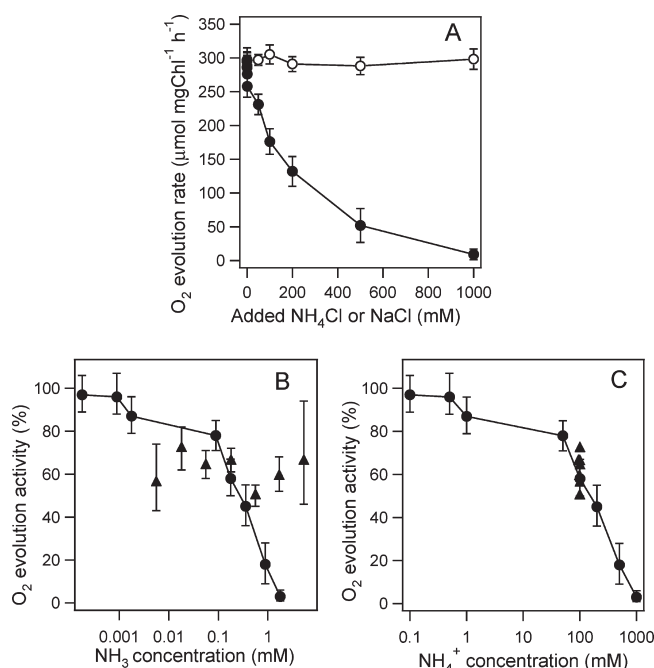 A
O₂ evolution rate (μmol mgChl⁻¹ h⁻¹)
350
300
250
200
150
100
50
0
0 200 400 600 800 1000
Added NH₄Cl or NaCl (mM)
B
O₂ evolution activity (%)
100
80
60
40
20
0
0.001 0.01 0.1 1
NH₃ concentration (mM)
C
O₂ evolution activity (%)
100
80
60
40
20
0
0.1 1 10 100 1000
NH₄⁺ concentration (mM)